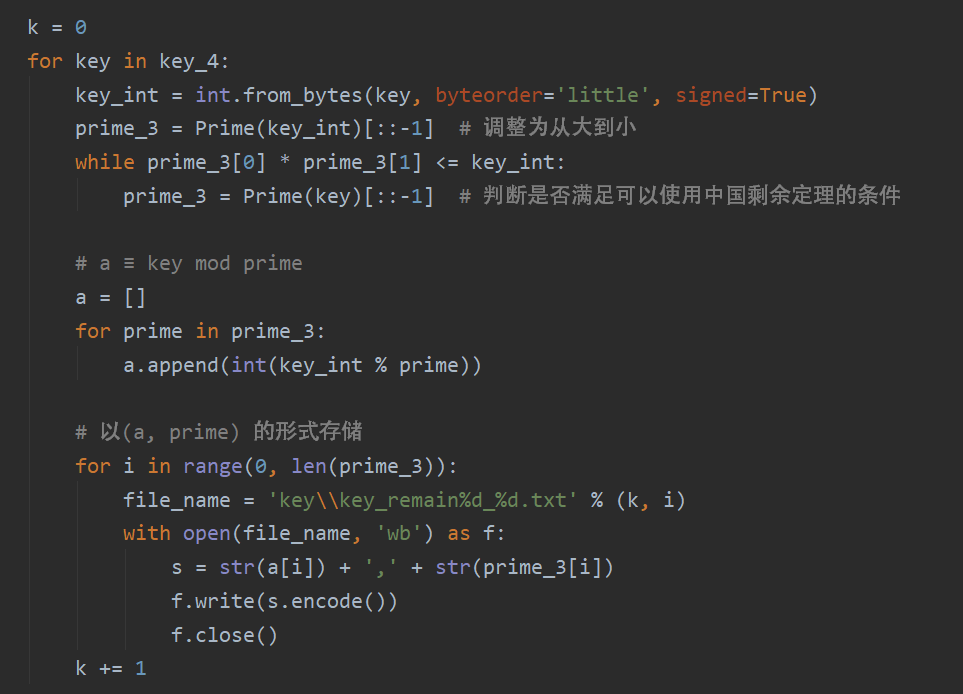 k = 0
for key in key_4:
    key_int = int.from_bytes(key, byteorder='little', signed=True)
    prime_3 = Prime(key_int)[::-1]  # 调整为从大到小
    while prime_3[0] * prime_3[1] <= key_int:
        prime_3 = Prime(key)[::-1]  # 判断是否满足可以使用中国剩余定理的条件
    # a ≡ key mod prime
    a = []
    for prime in prime_3:
        a.append(int(key_int % prime))
    # 以(a, prime) 的形式存储
    for i in range(0, len(prime_3)):
        file_name = 'key\\key_remain%d_%d.txt' % (k, i)
        with open(file_name, 'wb') as f:
            s = str(a[i]) + ',' + str(prime_3[i])
            f.write(s.encode())
            f.close()
    k += 1